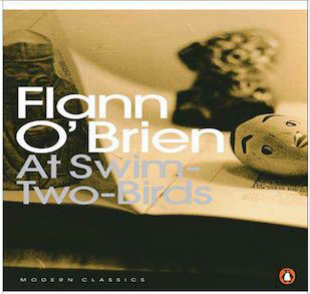 Flann
O'Brien
At Swim-
Two-Birds
MODERN CLASSICS